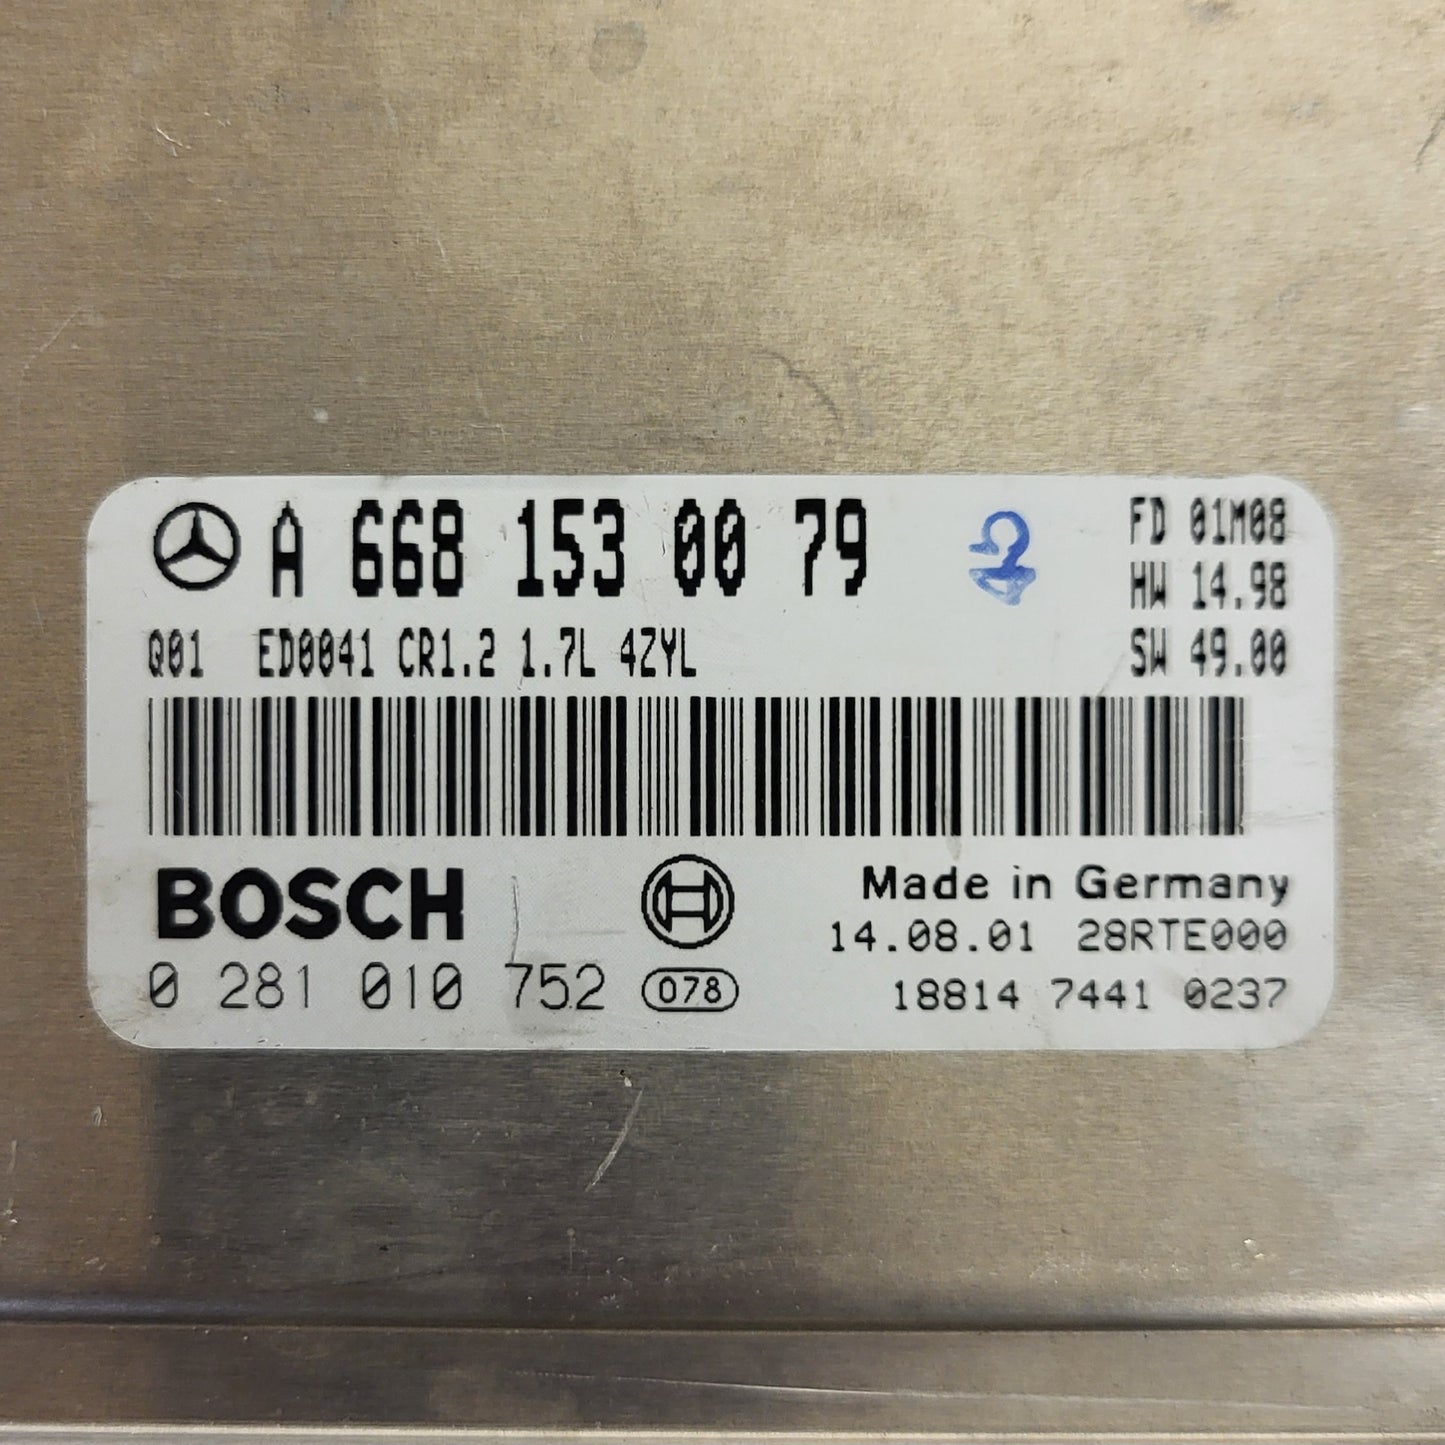 A 668 153 00 79
FD 01M08
HW 14.98
Q01 ED0041 CR1.2 1.7L 4ZYL
SW 49.00
BOSCH
Made in Germany
14.08.01 28RTE000
0 281 010 752
078
18814 7441 0237